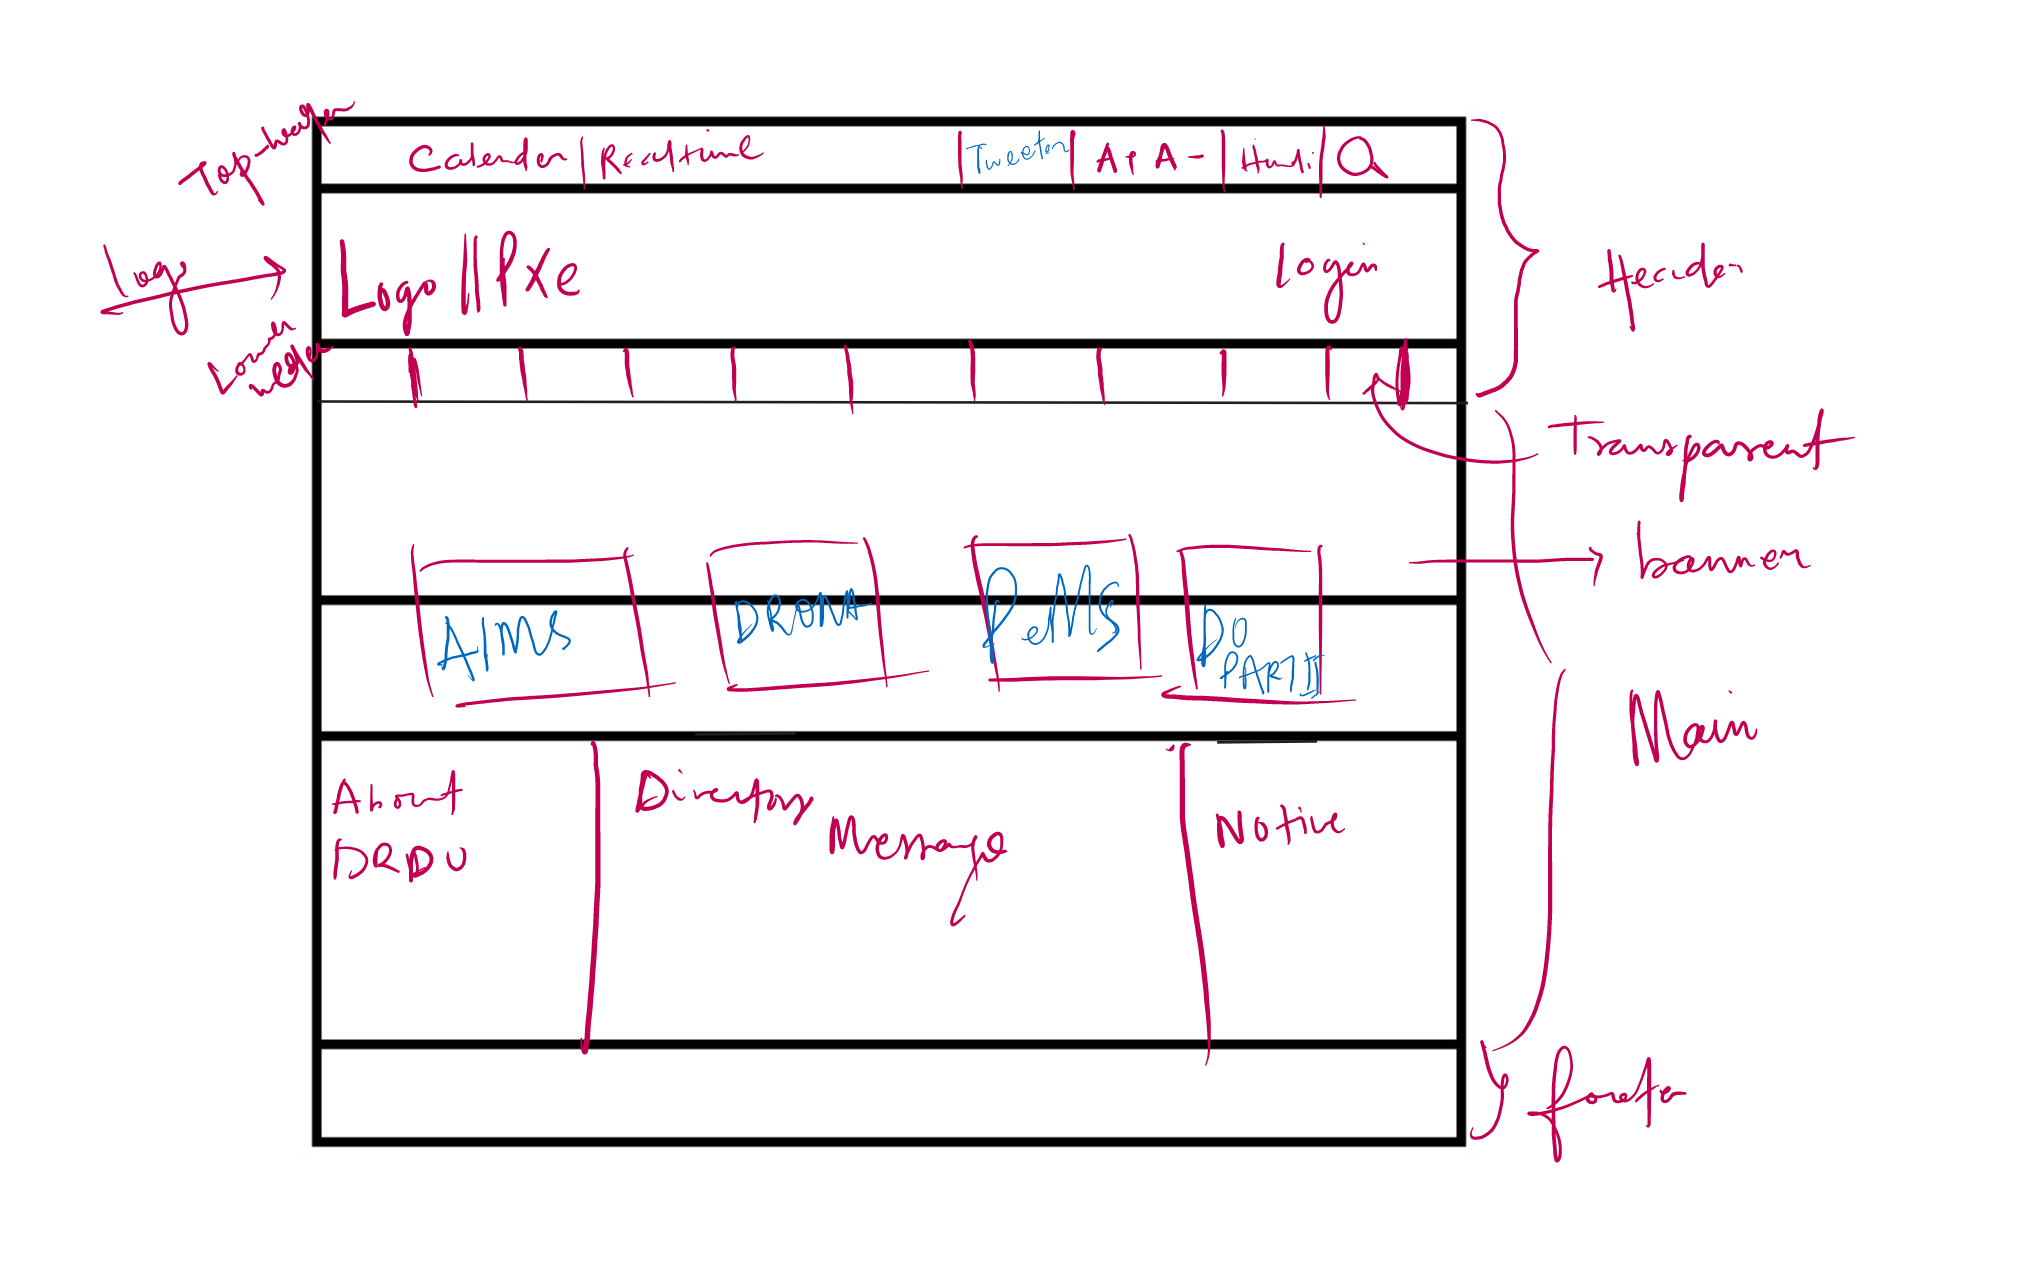 Top-header
Calender | Realtime | Tweeter | A+ A- | Hindi | Q
Logo
Logo || PXe
Login
Header
Lower header
Transparent
banner
AIMS
DRONA
PeMS
DO
PART II
Main
About
DRDO
Directory
Message
Notice
footer